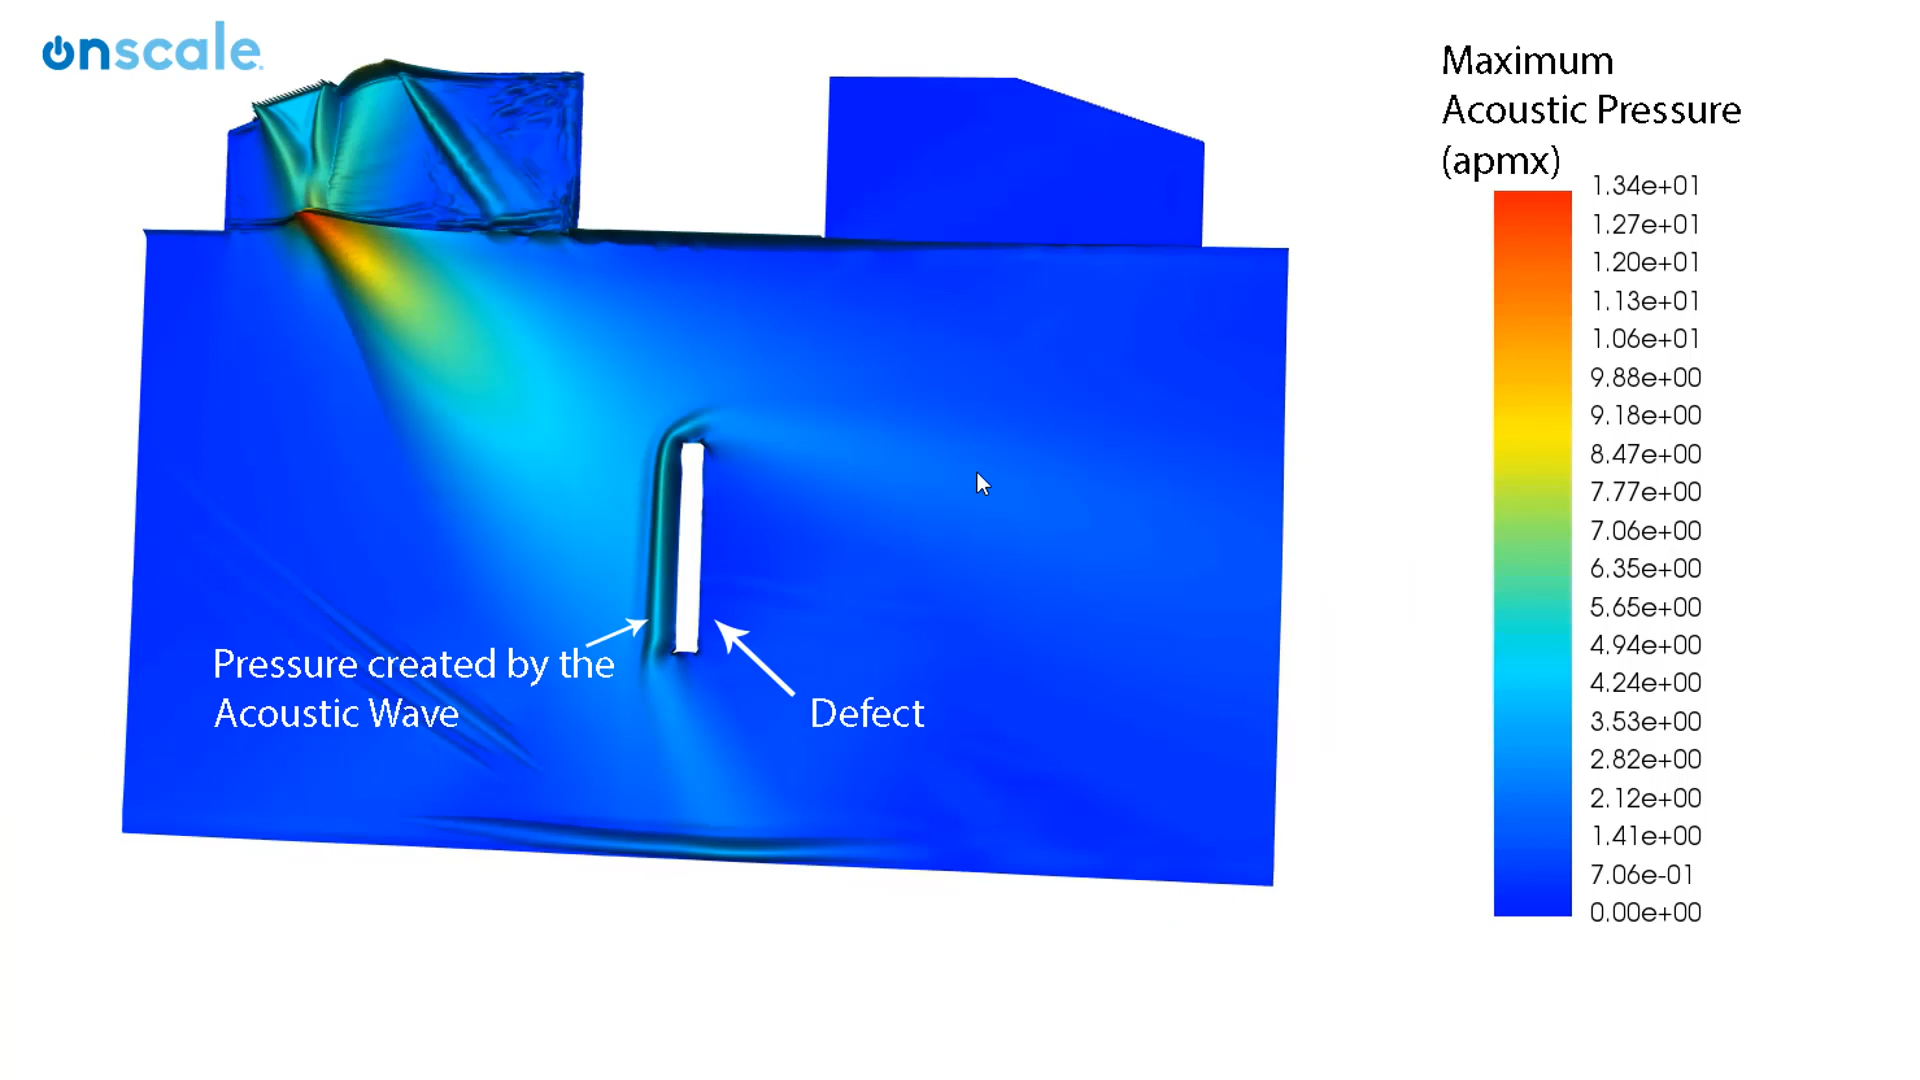 onscale.
Maximum
Acoustic Pressure
(apmx)
1.34e+01
1.27e+01
1.20e+01
1.13e+01
1.06e+01
9.88e+00
9.18e+00
8.47e+00
7.77e+00
7.06e+00
6.35e+00
5.65e+00
4.94e+00
4.24e+00
3.53e+00
2.82e+00
2.12e+00
1.41e+00
7.06e-01
0.00e+00
Pressure created by the
Acoustic Wave
Defect